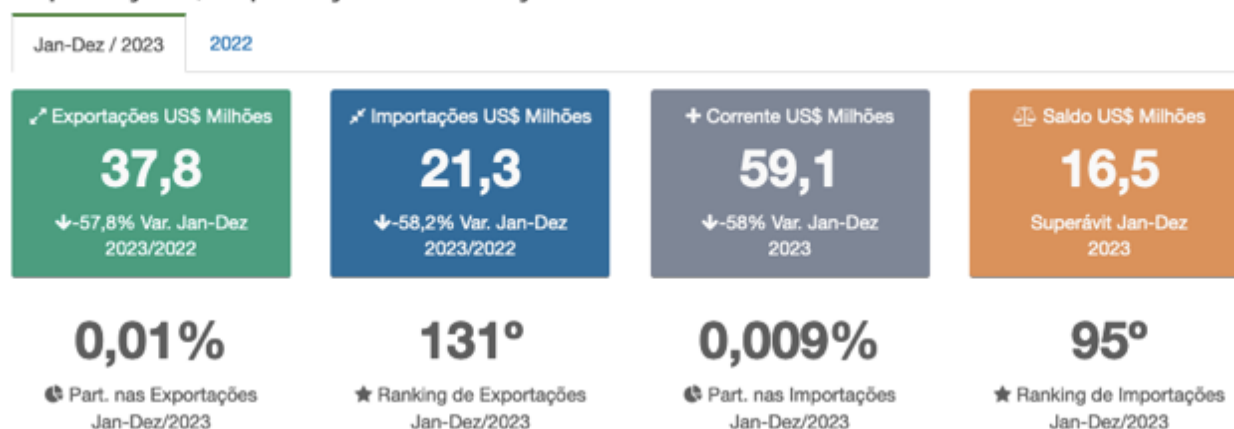 Jan-Dez / 2023
2022
Exportações US$ Milhões
37,8
-57,8% Var. Jan-Dez
2023/2022
Importações US$ Milhões
21,3
-58,2% Var. Jan-Dez
2023/2022
Corrente US$ Milhões
59,1
-58% Var. Jan-Dez
2023
Saldo US$ Milhões
16,5
Superávit Jan-Dez
2023
0,01%
Part. nas Exportações
Jan-Dez/2023
131º
Ranking de Exportações
Jan-Dez/2023
0,009%
Part. nas Importações
Jan-Dez/2023
95º
Ranking de Importações
Jan-Dez/2023